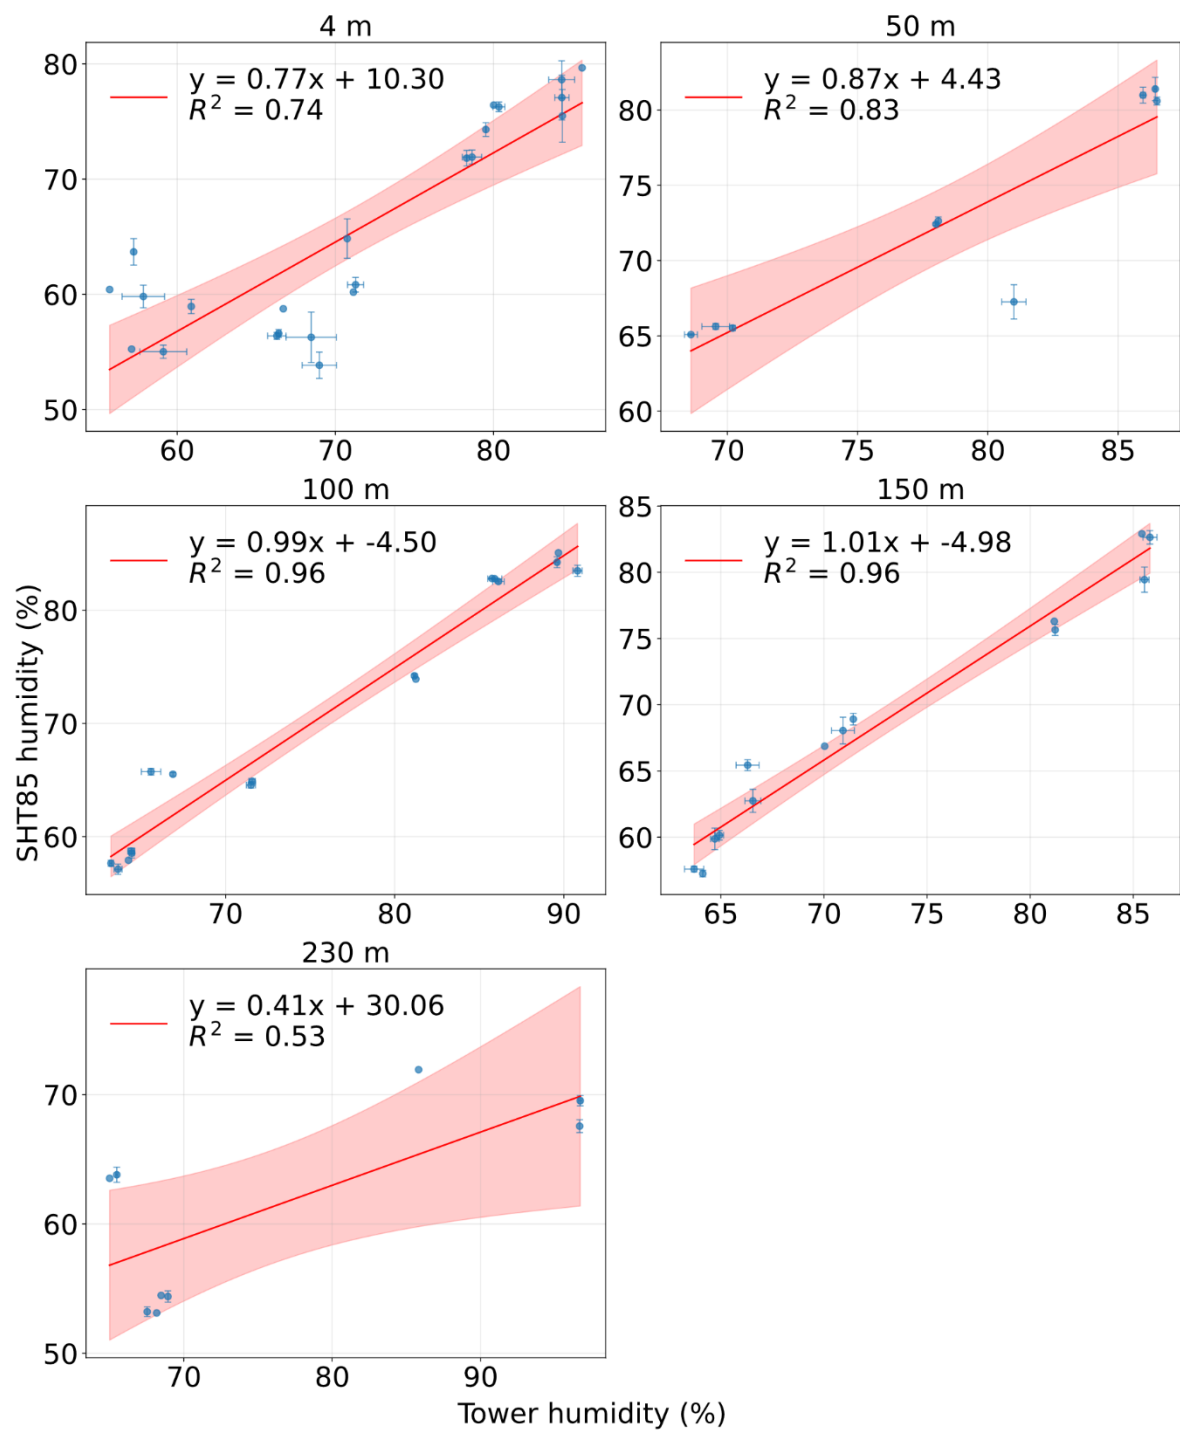 4 m
y = 0.77x + 10.30
R² = 0.74
80
70
60
50
60 70 80
50 m
y = 0.87x + 4.43
R² = 0.83
80
75
70
65
60
70 75 80 85
100 m
y = 0.99x + -4.50
R² = 0.96
80
70
60
70 80 90
150 m
y = 1.01x + -4.98
R² = 0.96
85
80
75
70
65
60
65 70 75 80 85
230 m
y = 0.41x + 30.06
R² = 0.53
70
60
50
70 80 90
SHT85 humidity (%)
Tower humidity (%)